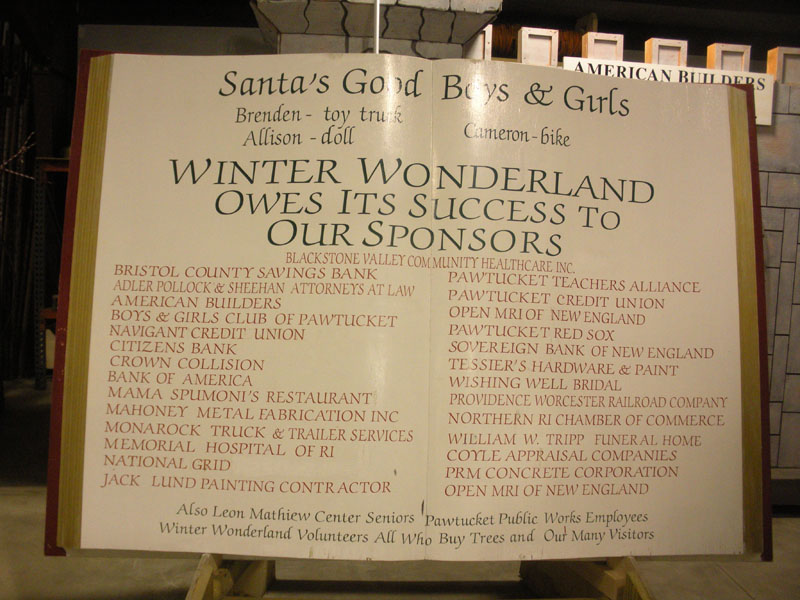 AMERICAN BUILDERS
Santa's Good Boys & Girls
Brenden - toy truck
Allison - doll
Cameron - bike
WINTER WONDERLAND
OWES ITS SUCCESS TO
OUR SPONSORS
BLACKSTONE VALLEY COMMUNITY HEALTHCARE INC.
BRISTOL COUNTY SAVINGS BANK
ADLER POLLOCK & SHEEHAN ATTORNEYS AT LAW
AMERICAN BUILDERS
BOYS & GIRLS CLUB OF PAWTUCKET
NAVIGANT CREDIT UNION
CITIZENS BANK
CROWN COLLISION
BANK OF AMERICA
MAMA SPUMONI'S RESTAURANT
MAHONEY METAL FABRICATION INC
MONAROCK TRUCK & TRAILER SERVICES
MEMORIAL HOSPITAL OF RI
NATIONAL GRID
JACK LUND PAINTING CONTRACTOR
PAWTUCKET TEACHERS ALLIANCE
PAWTUCKET CREDIT UNION
OPEN MRI OF NEW ENGLAND
PAWTUCKET RED SOX
SOVEREIGN BANK OF NEW ENGLAND
TESSIER'S HARDWARE & PAINT
WISHING WELL BRIDAL
PROVIDENCE WORCESTER RAILROAD COMPANY
NORTHERN RI CHAMBER OF COMMERCE
WILLIAM W. TRIPP FUNERAL HOME
COYLE APPRAISAL COMPANIES
PRM CONCRETE CORPORATION
OPEN MRI OF NEW ENGLAND
Also Leon Mathiew Center Seniors Pawtucket Public Works Employees
Winter Wonderland Volunteers All Who Buy Trees and Our Many Visitors